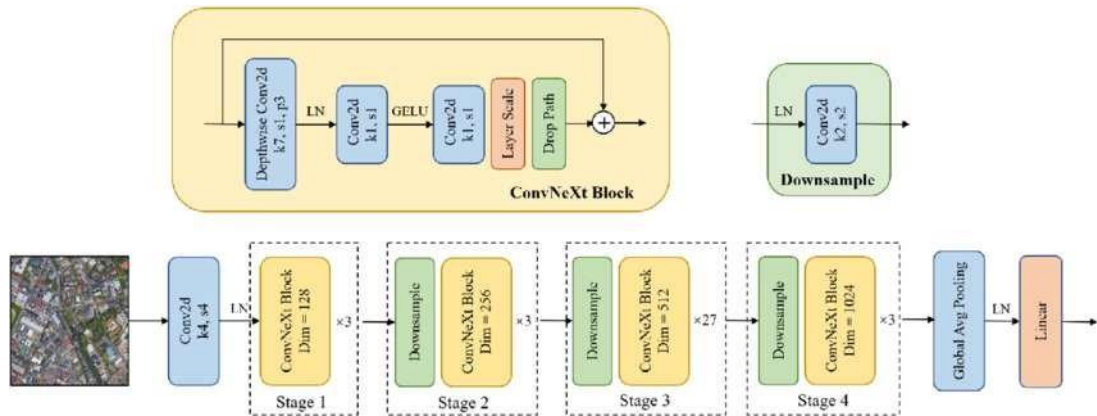 Depthwise Conv2d
k7, s1, p3
LN
Conv2d
k1, s1
GELU
Conv2d
k1, s1
Layer Scale
Drop Path
+
ConvNeXt Block
LN
Conv2d
k2, s2
Downsample
Conv2d
k4, s4
LN
ConvNeXt Block
Dim = 128
×3
Stage 1
Downsample
ConvNeXt Block
Dim = 256
×3
Stage 2
Downsample
ConvNeXt Block
Dim = 512
×27
Stage 3
Downsample
ConvNeXt Block
Dim = 1024
×3
Stage 4
Global Avg Pooling
LN
Linear